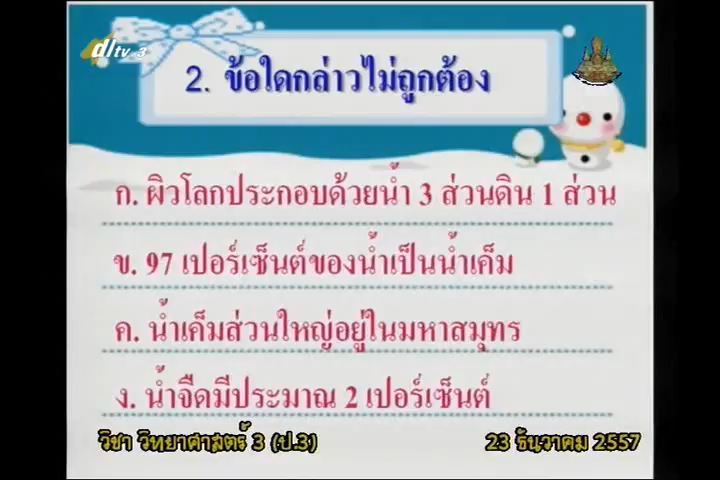 dltv 3
2. ข้อใดกล่าวไม่ถูกต้อง
ก. ผิวโลกประกอบด้วยน้ำ 3 ส่วนดิน 1 ส่วน
ข. 97 เปอร์เซ็นต์ของน้ำเป็นน้ำเค็ม
ค. น้ำเค็มส่วนใหญ่อยู่ในมหาสมุทร
ง. น้ำจืดมีประมาณ 2 เปอร์เซ็นต์
วิชา วิทยาศาสตร์ 3 (ป.3)
23 ธันวาคม 2557